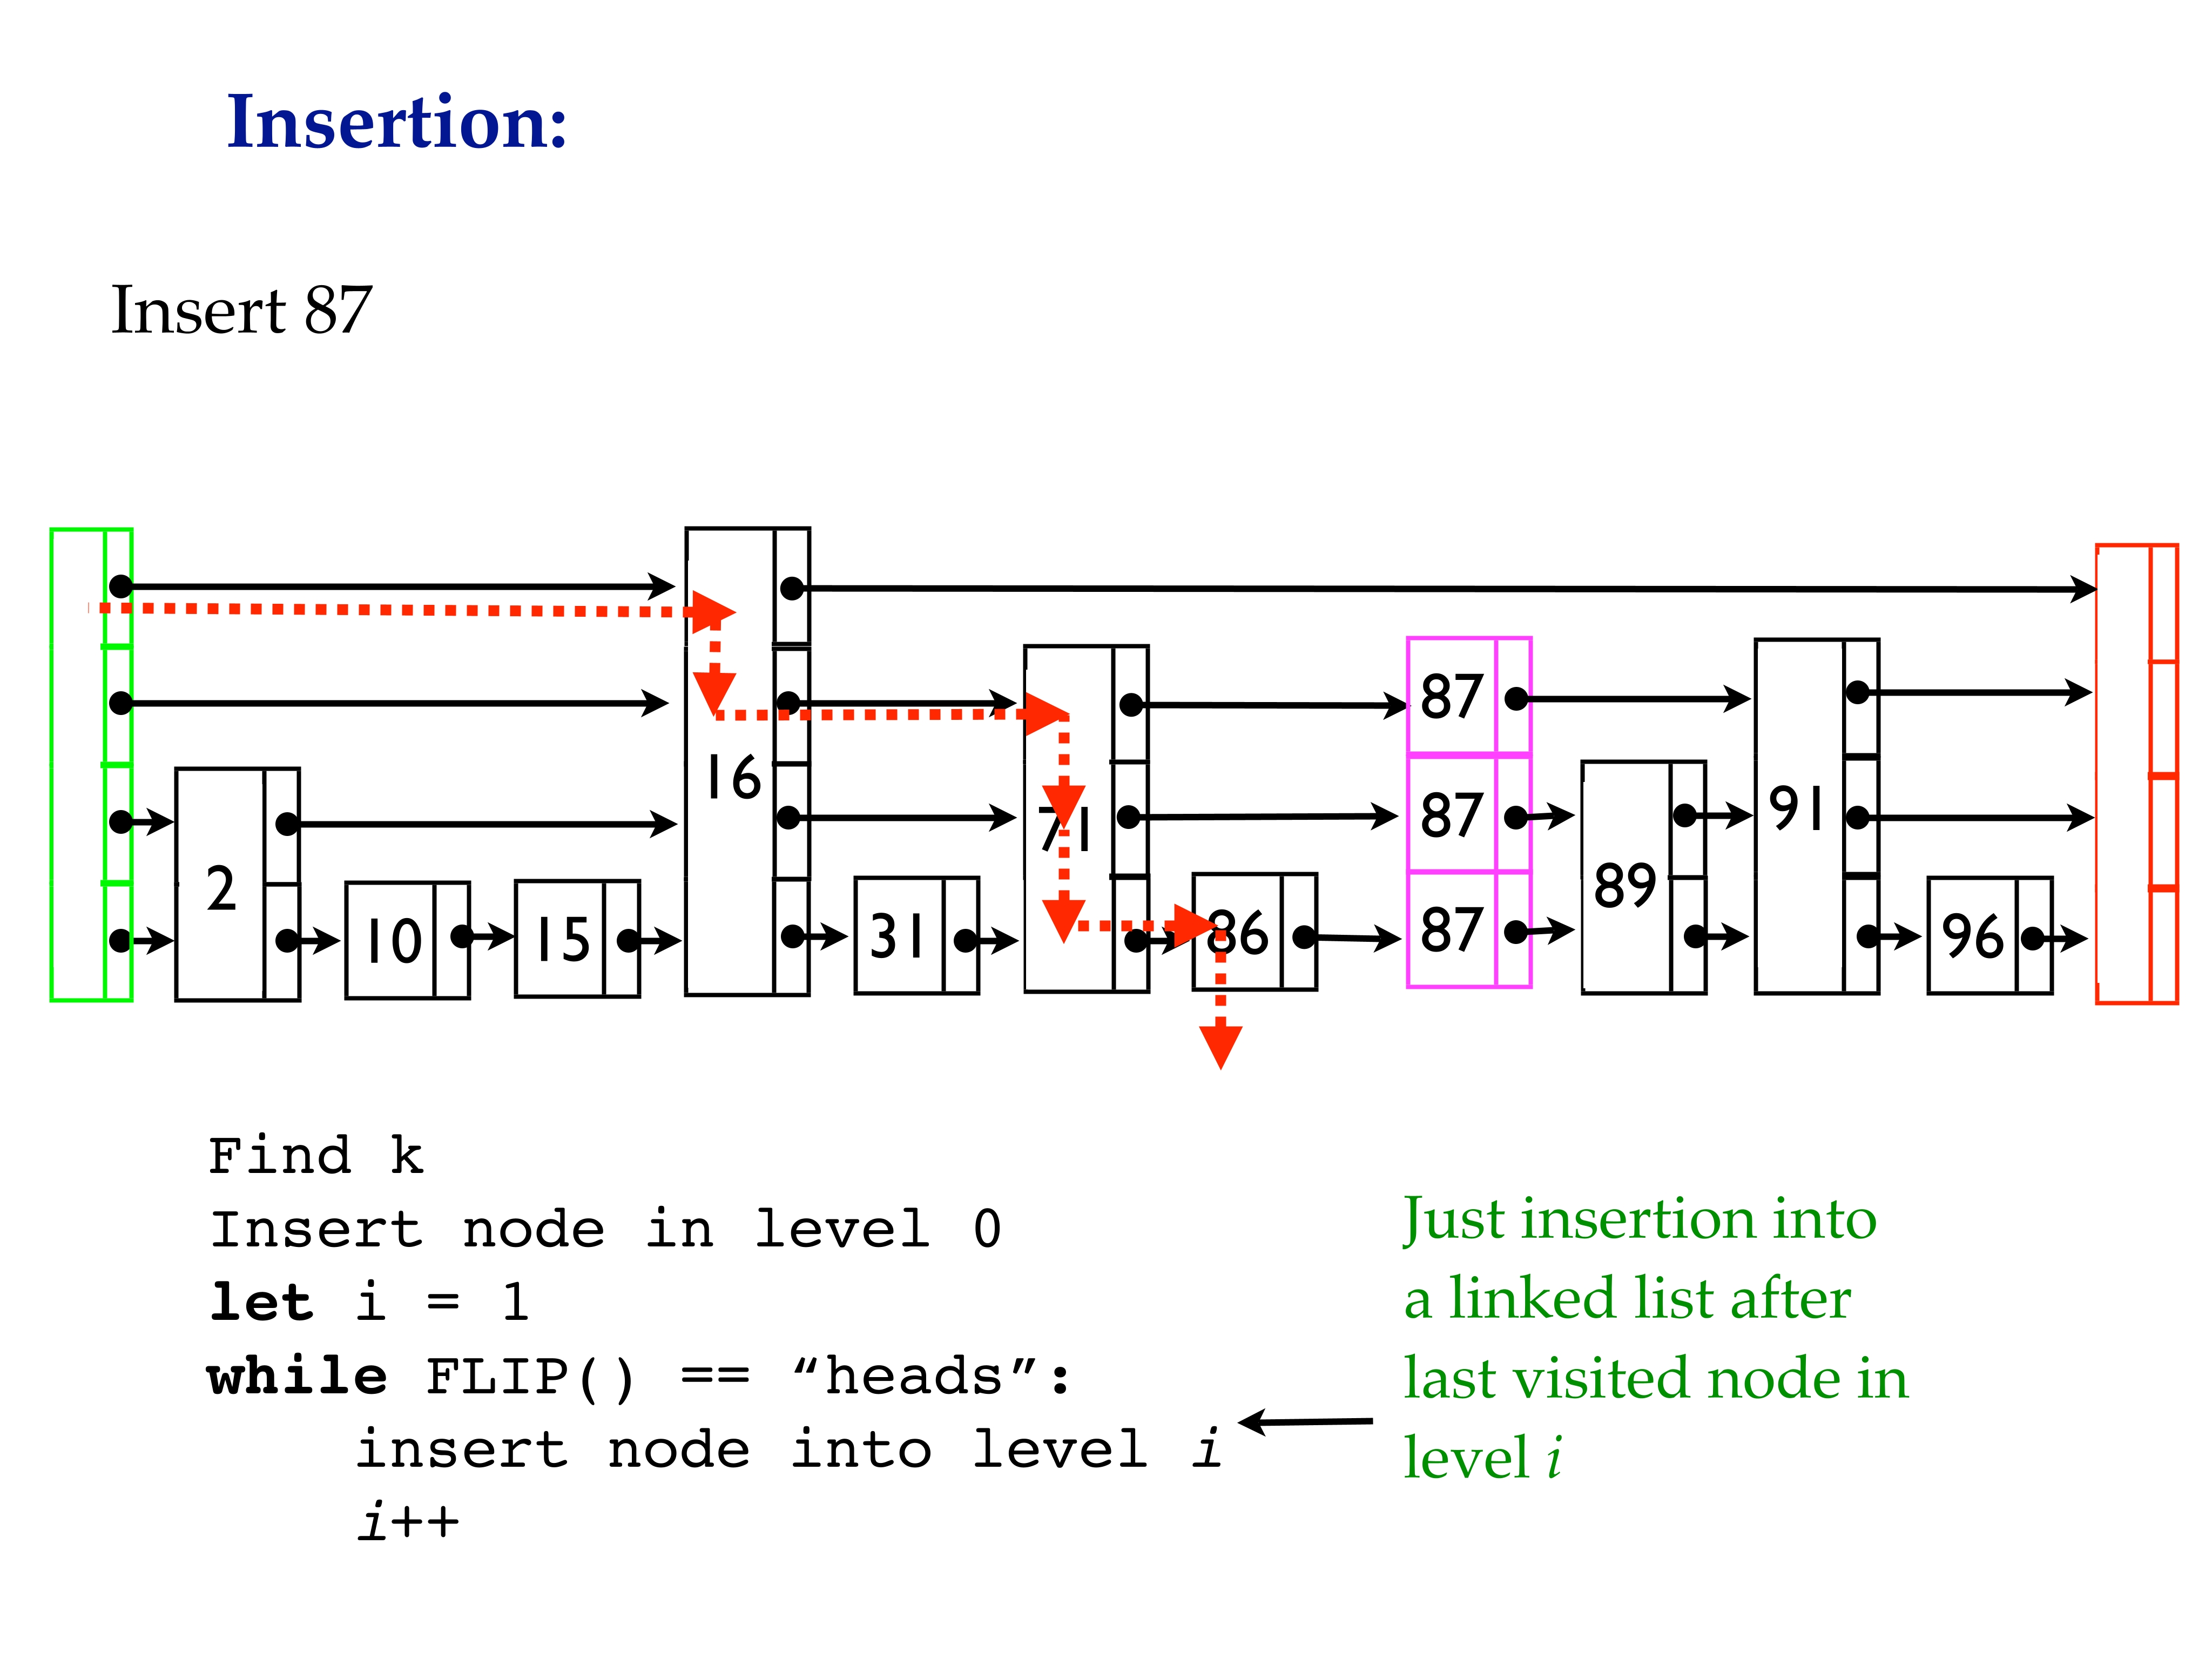 Insertion:
Insert 87
87
16
87
91
71
2
89
10
15
31
86
87
96
Find k
Insert node in level 0
let i = 1
while FLIP() == “heads”:
insert node into level i
i++
Just insertion into
a linked list after
last visited node in
level i